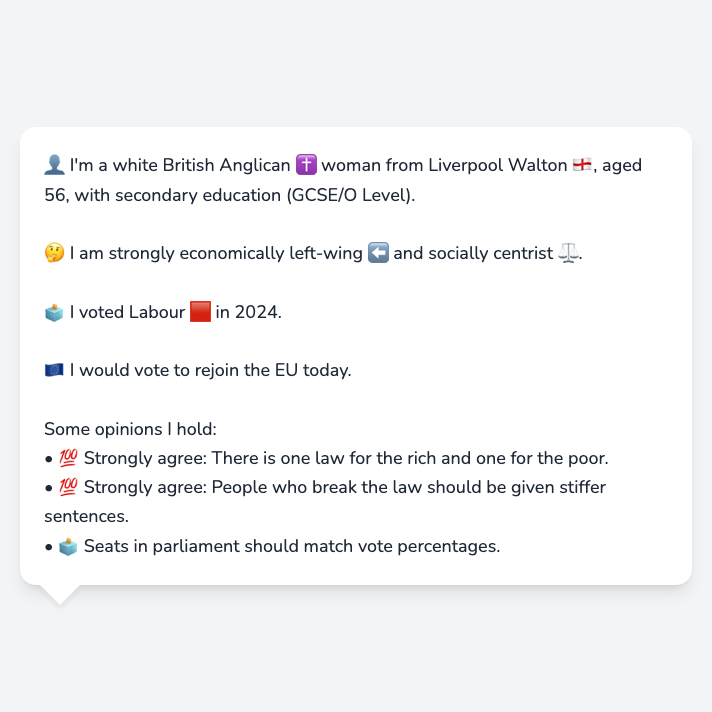 👤 I'm a white British Anglican ✝️ woman from Liverpool Walton 🏴󠁧󠁢󠁥󠁮󠁧󠁿, aged
56, with secondary education (GCSE/O Level).
🤔 I am strongly economically left-wing ⬅️ and socially centrist ⚖️.
🗳️ I voted Labour 🟥 in 2024.
🇪🇺 I would vote to rejoin the EU today.
Some opinions I hold:
• 💯 Strongly agree: There is one law for the rich and one for the poor.
• 💯 Strongly agree: People who break the law should be given stiffer
sentences.
• 🗳️ Seats in parliament should match vote percentages.